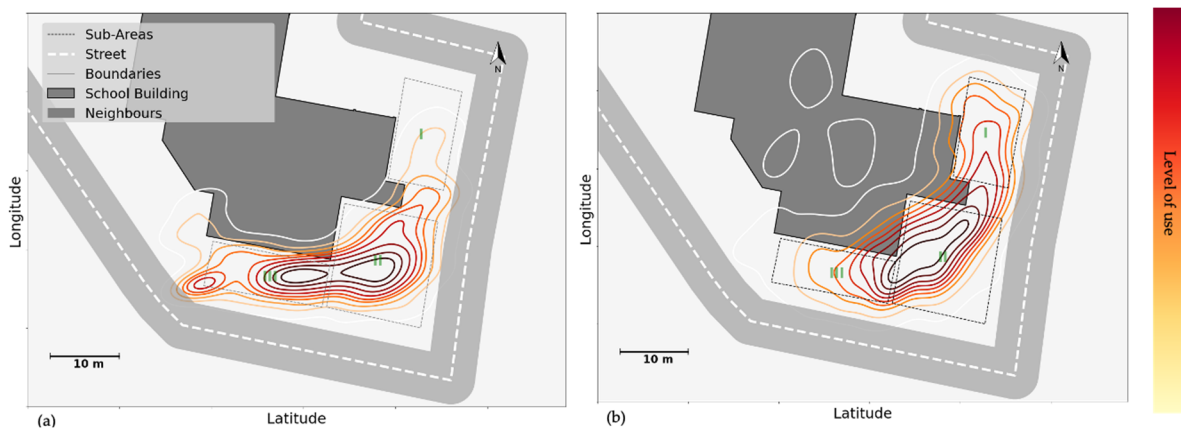 Sub-Areas
Street
Boundaries
School Building
Neighbours
N
I
II
III
10 m
Longitude
Latitude
(a)
N
I
II
III
10 m
Longitude
Latitude
(b)
Level of use